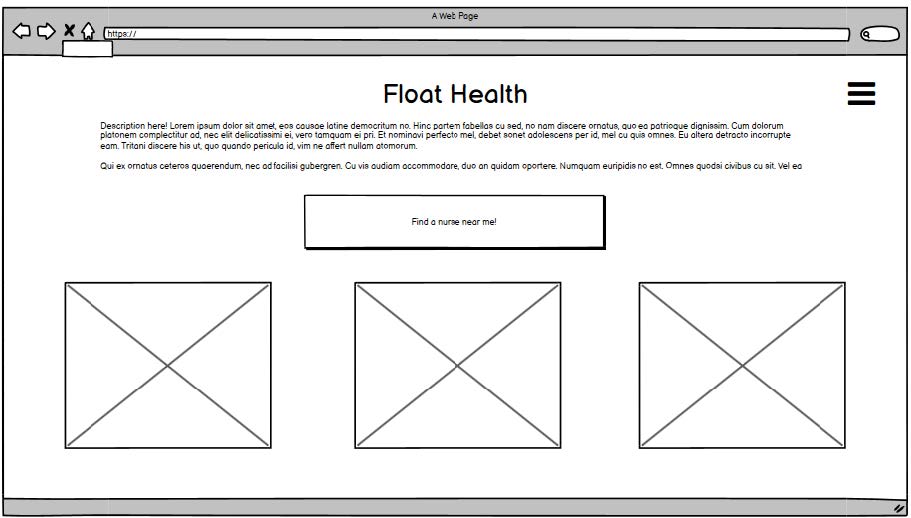 A Web Page
https://
Float Health
Description here! Lorem ipsum dolor sit amet, eos causae latine democritum no. Hinc partem fabellas cu sed, no nam discere ornatus, quo ea patrioque dignissim. Cum dolorum
platonem complectitur ad, nec elit delicatissimi ei, vero tamquam ei pri. Et nominavi perfecto mel, debet sonet adolescens per id, mel cu quis omnes. Eu altera detracto incorrupte
eam. Tritani discere his ut, quo quando pericula id, vim ne affert nullam atomorum.
Qui ex ornatus ceteros quaerendum, nec ad facilisi gubergren. Cu vis audiam accommodare, duo an quidam oportere. Numquam euripidis no est. Omnes quodsi civibus cu sit. Vel ea
Find a nurse near me!